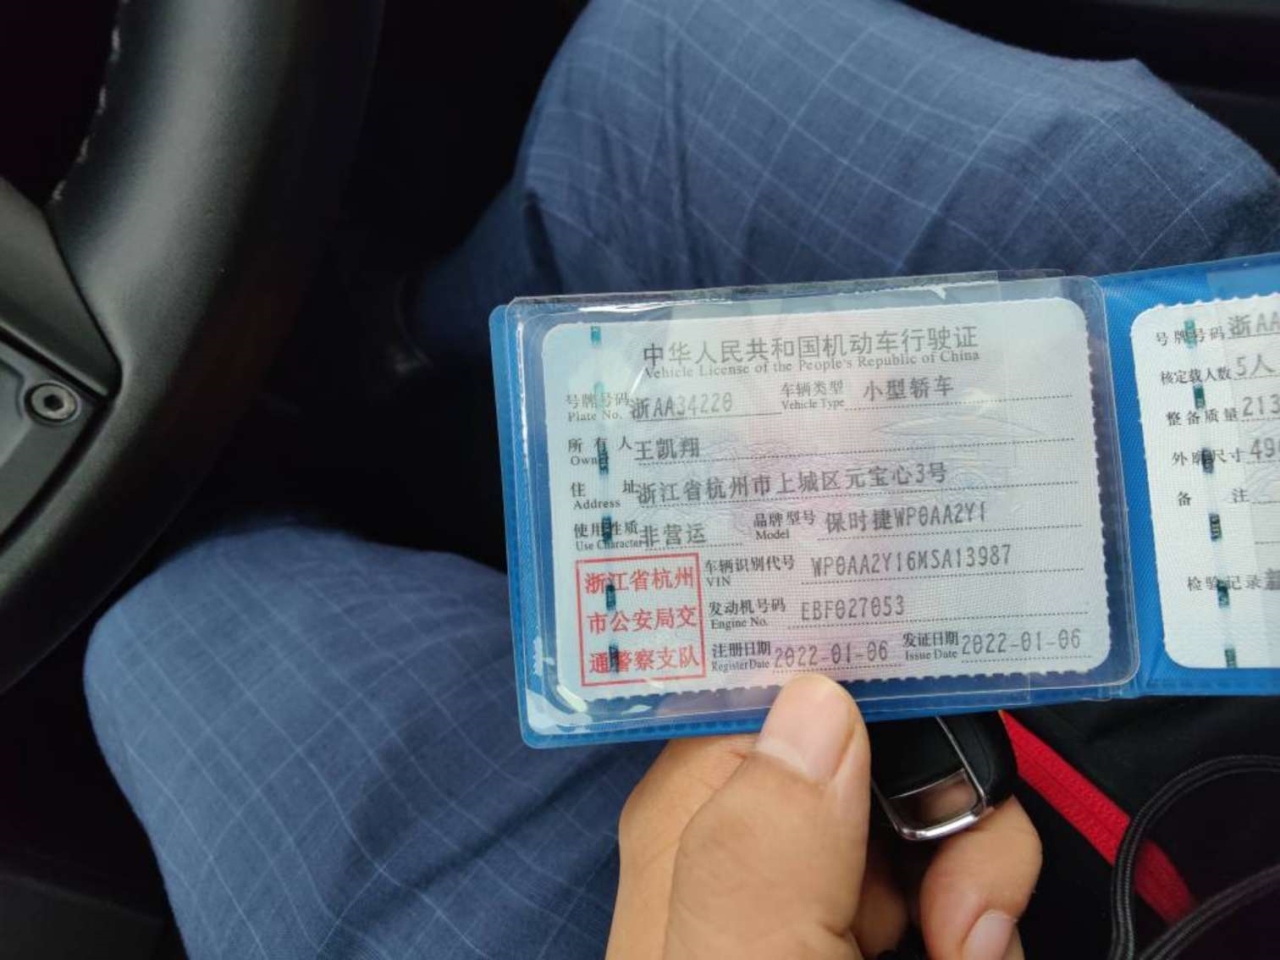 中华人民共和国机动车行驶证
Vehicle License of the People's Republic of China
号牌号码 Plate No. 浙AA34220 车辆类型 Vehicle Type 小型轿车
所有人 Owner 王凯翔
住址 Address 浙江省杭州市上城区元宝心3号
使用性质 Use Character 非营运 品牌型号 Model 保时捷WP0AA2Y1
车辆识别代号 VIN WP0AA2Y16MSA13987
发动机号码 Engine No. EBF027053
注册日期 Register Date 2022-01-06 发证日期 Issue Date 2022-01-06
浙江省杭州
市公安局交
通警察支队
号牌号码 浙AA
核定载人数 5人
整备质量 213
外廓尺寸 49
备注
检验记录